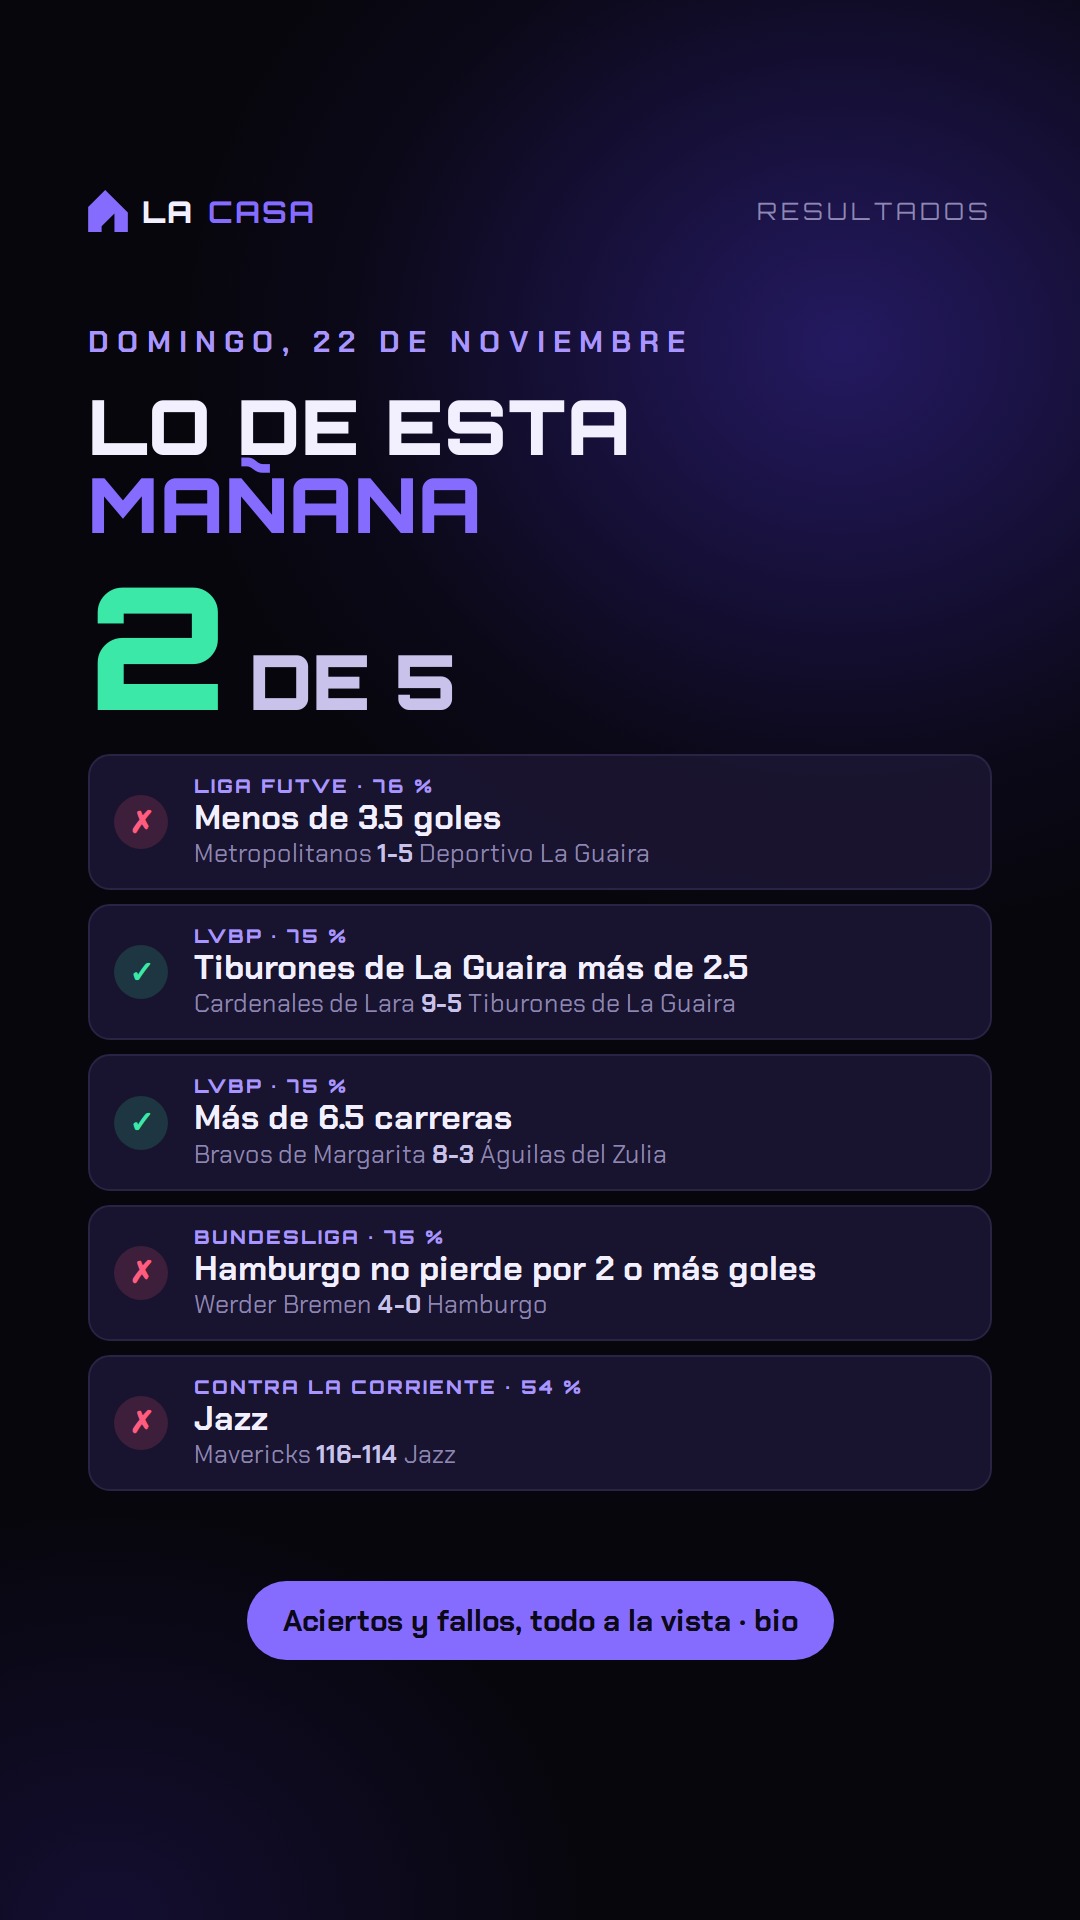 LA CASA
RESULTADOS
DOMINGO, 22 DE NOVIEMBRE
LO DE ESTA
MAÑANA
2 DE 5
✗
LIGA FUTVE · 76 %
Menos de 3.5 goles
Metropolitanos 1-5 Deportivo La Guaira
✓
LVBP · 75 %
Tiburones de La Guaira más de 2.5
Cardenales de Lara 9-5 Tiburones de La Guaira
✓
LVBP · 75 %
Más de 6.5 carreras
Bravos de Margarita 8-3 Águilas del Zulia
✗
BUNDESLIGA · 75 %
Hamburgo no pierde por 2 o más goles
Werder Bremen 4-0 Hamburgo
✗
CONTRA LA CORRIENTE · 54 %
Jazz
Mavericks 116-114 Jazz
Aciertos y fallos, todo a la vista · bio